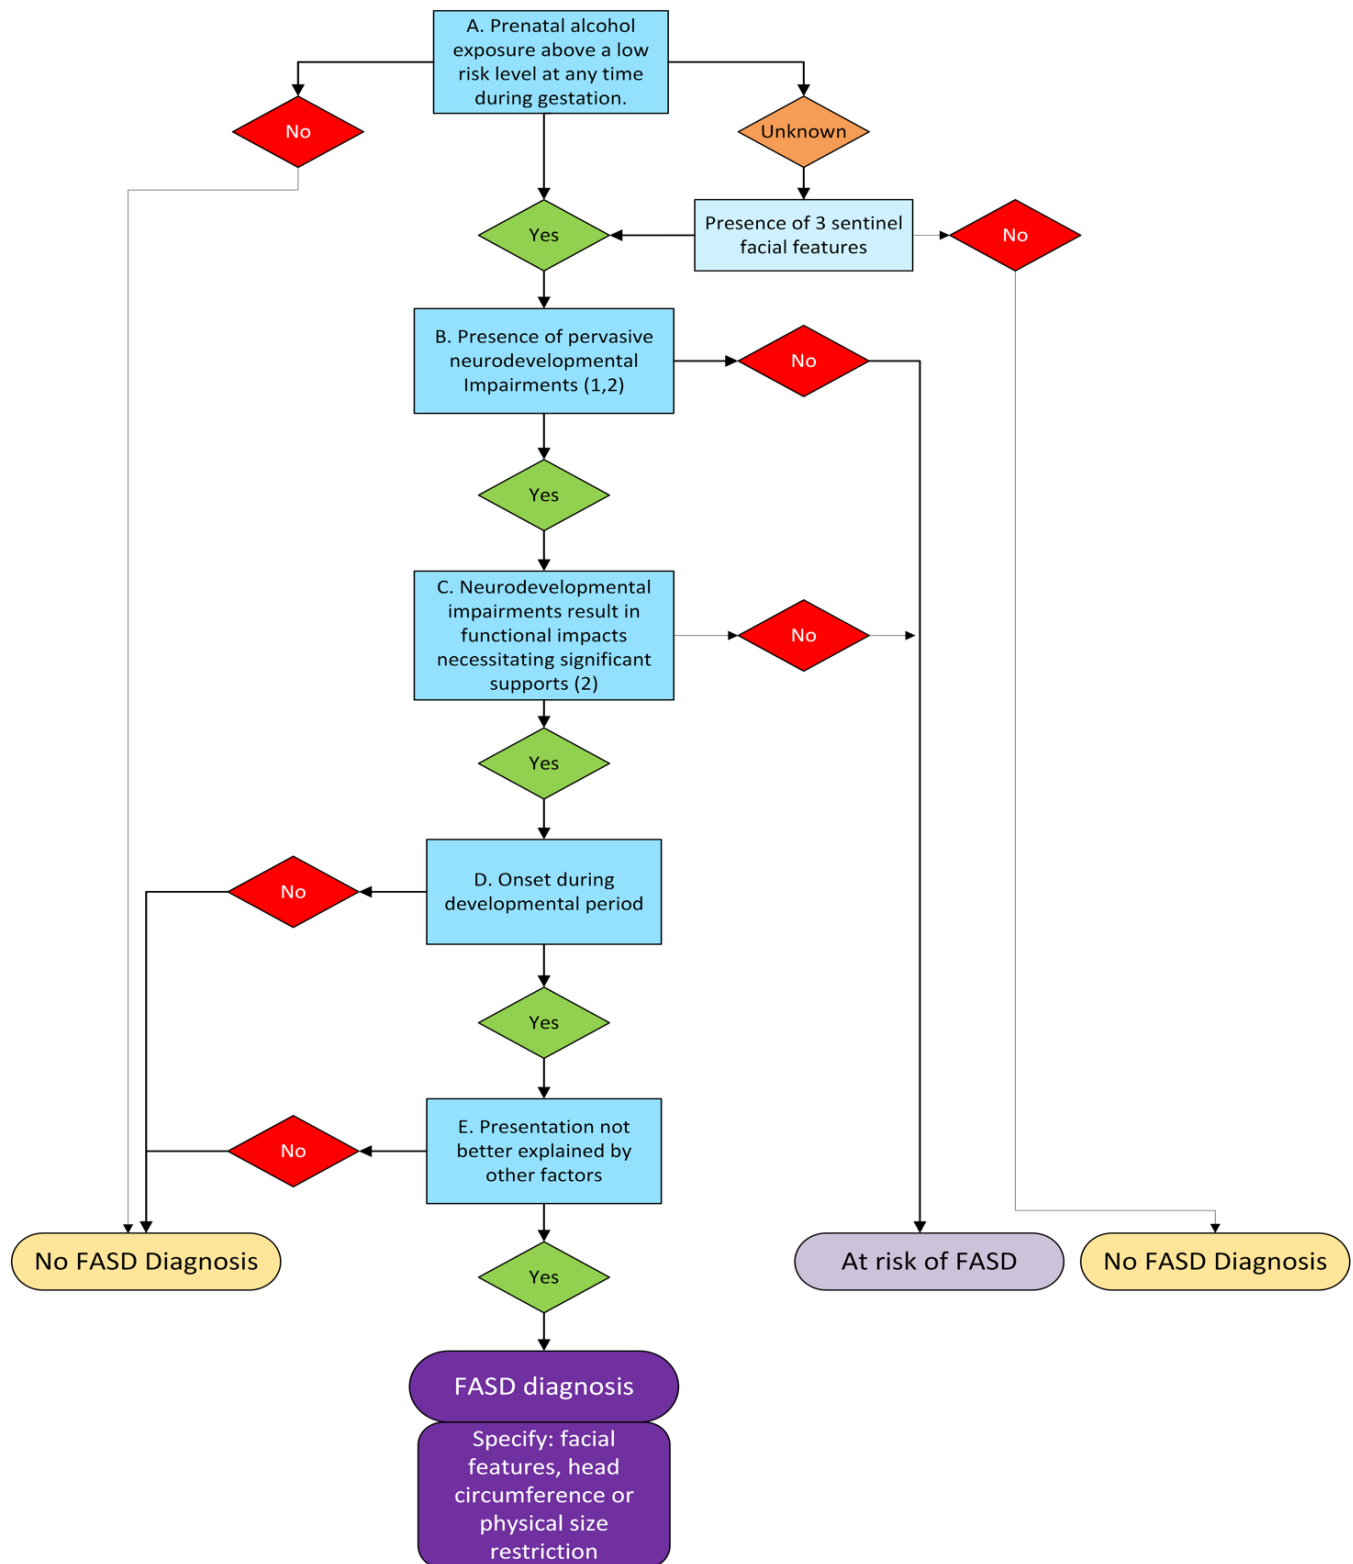 A. Prenatal alcohol
exposure above a low
risk level at any time
during gestation.
No
Unknown
Yes
Presence of 3 sentinel
facial features
No
B. Presence of pervasive
neurodevelopmental
Impairments (1,2)
No
Yes
C. Neurodevelopmental
impairments result in
functional impacts
necessitating significant
supports (2)
No
Yes
No
D. Onset during
developmental period
Yes
No
E. Presentation not
better explained by
other factors
No FASD Diagnosis
Yes
At risk of FASD
No FASD Diagnosis
FASD diagnosis
Specify: facial
features, head
circumference or
physical size
restriction